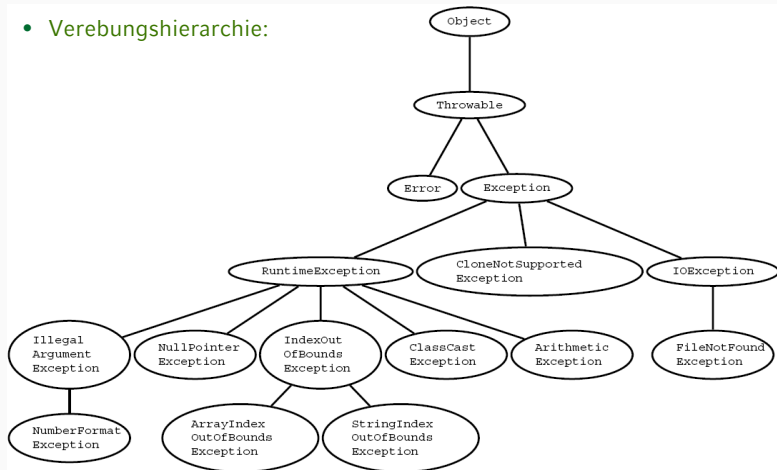 • Verebungshierarchie:
Object
Throwable
Error
Exception
RuntimeException
CloneNotSupported
Exception
IOException
Illegal
Argument
Exception
NullPointer
Exception
IndexOut
OfBounds
Exception
ClassCast
Exception
Arithmetic
Exception
FileNotFound
Exception
NumberFormat
Exception
ArrayIndex
OutOfBounds
Exception
StringIndex
OutOfBounds
Exception